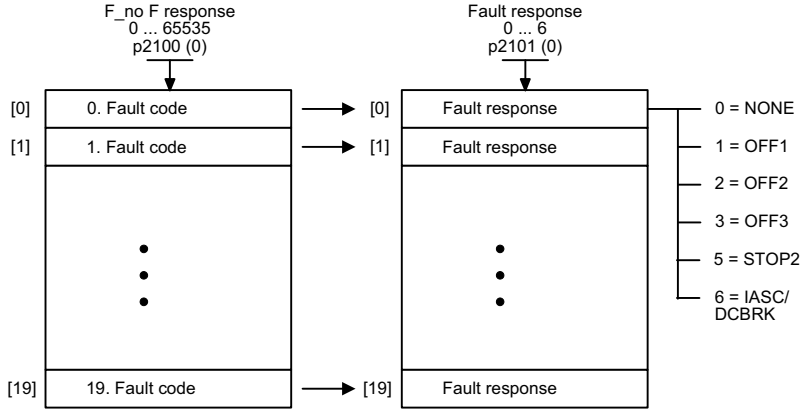 F_no F response
0 ... 65535
p2100 (0)
Fault response
0 ... 6
p2101 (0)
[0] 0. Fault code [0] Fault response 0 = NONE
[1] 1. Fault code [1] Fault response 1 = OFF1
2 = OFF2
3 = OFF3
5 = STOP2
6 = IASC/
DCBRK
[19] 19. Fault code [19] Fault response